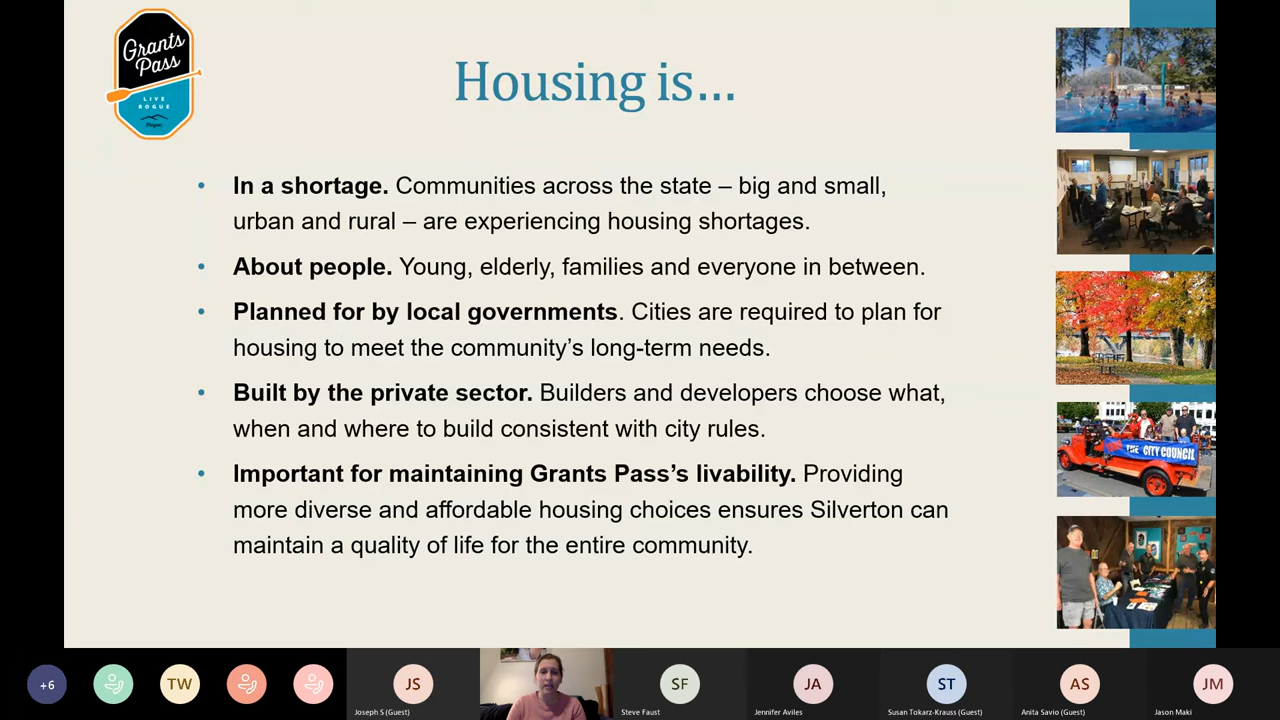 Grants
Pass
LIVE
ROGUE
Oregon
Housing is…
• In a shortage. Communities across the state – big and small,
urban and rural – are experiencing housing shortages.
• About people. Young, elderly, families and everyone in between.
• Planned for by local governments. Cities are required to plan for
housing to meet the community’s long-term needs.
• Built by the private sector. Builders and developers choose what,
when and where to build consistent with city rules.
• Important for maintaining Grants Pass’s livability. Providing
more diverse and affordable housing choices ensures Silverton can
maintain a quality of life for the entire community.
THE CITY COUNCIL
+6
TW
JS
Joseph S (Guest)
SF
Steve Faust
JA
Jennifer Aviles
ST
Susan Tokarz-Krauss (Guest)
AS
Anita Savio (Guest)
JM
Jason Maki